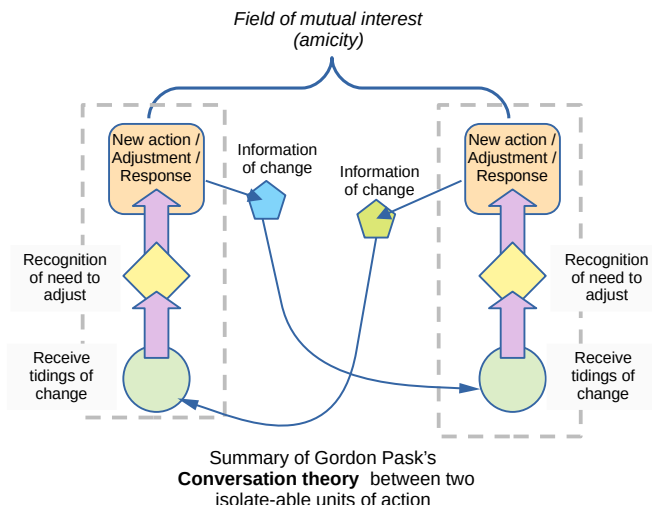 Field of mutual interest
(amicity)
New action /
Adjustment /
Response
Information
of change
Information
of change
New action /
Adjustment /
Response
Recognition
of need to
adjust
Recognition
of need to
adjust
Receive
tidings of
change
Receive
tidings of
change
Summary of Gordon Pask's
Conversation theory between two
isolate-able units of action